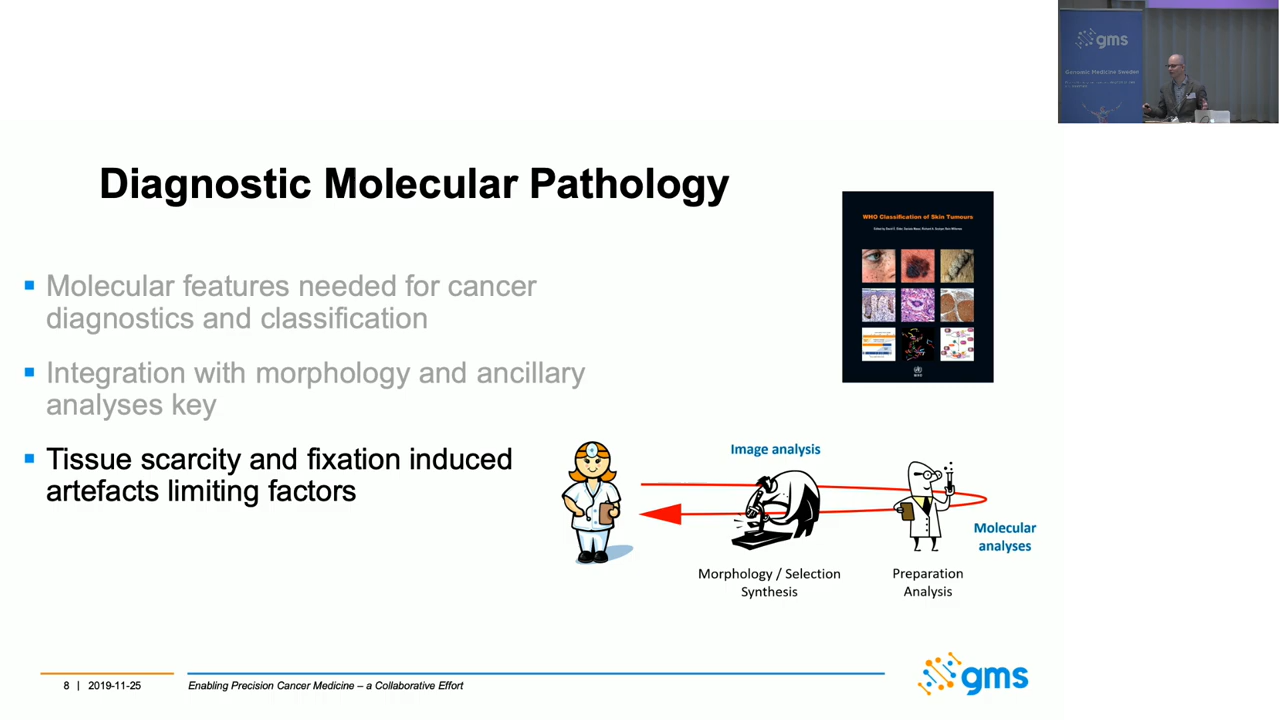 gms
Genomic Medicine Sweden
Diagnostic Molecular Pathology
WHO Classification of Skin Tumours
▪ Molecular features needed for cancer
diagnostics and classification
▪ Integration with morphology and ancillary
analyses key
▪ Tissue scarcity and fixation induced
artefacts limiting factors
Image analysis
Molecular
analyses
Morphology / Selection
Synthesis
Preparation
Analysis
8 | 2019-11-25
Enabling Precision Cancer Medicine – a Collaborative Effort
gms